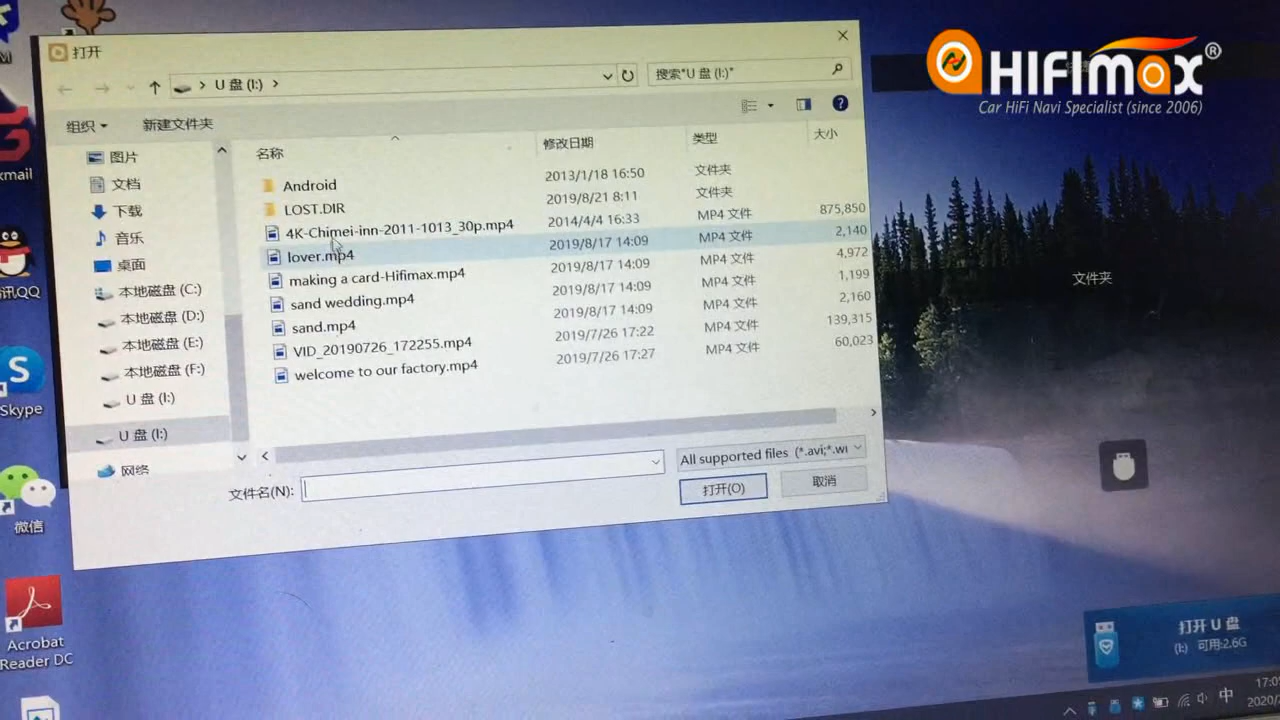 打开
HIFIMAX®
Car HiFi Navi Specialist (since 2006)
U 盘 (I:)
搜索"U 盘 (I:)"
组织
新建文件夹
名称
修改日期
类型
大小
图片
文档
下载
音乐
桌面
本地磁盘 (C:)
本地磁盘 (D:)
本地磁盘 (E:)
本地磁盘 (F:)
U 盘 (I:)
U 盘 (I:)
网络
Android 2013/1/18 16:50 文件夹
LOST.DIR 2019/8/21 8:11 文件夹
4K-Chimei-inn-2011-1013_30p.mp4 2014/4/4 16:33 MP4 文件 875,850
lover.mp4 2019/8/17 14:09 MP4 文件 2,140
making a card-Hifimax.mp4 2019/8/17 14:09 MP4 文件 4,972
sand wedding.mp4 2019/8/17 14:09 MP4 文件 1,199
sand.mp4 2019/8/17 14:09 MP4 文件 2,160
VID_20190726_172255.mp4 2019/7/26 17:22 MP4 文件 139,315
welcome to our factory.mp4 2019/7/26 17:27 MP4 文件 60,023
文件名(N):
All supported files (*.avi;*.w
打开(O)
取消
文件夹
xmail
腾讯QQ
Skype
微信
Acrobat
Reader DC
打开 U 盘
(I:) 可用:2.6G
中
17:05
2020/